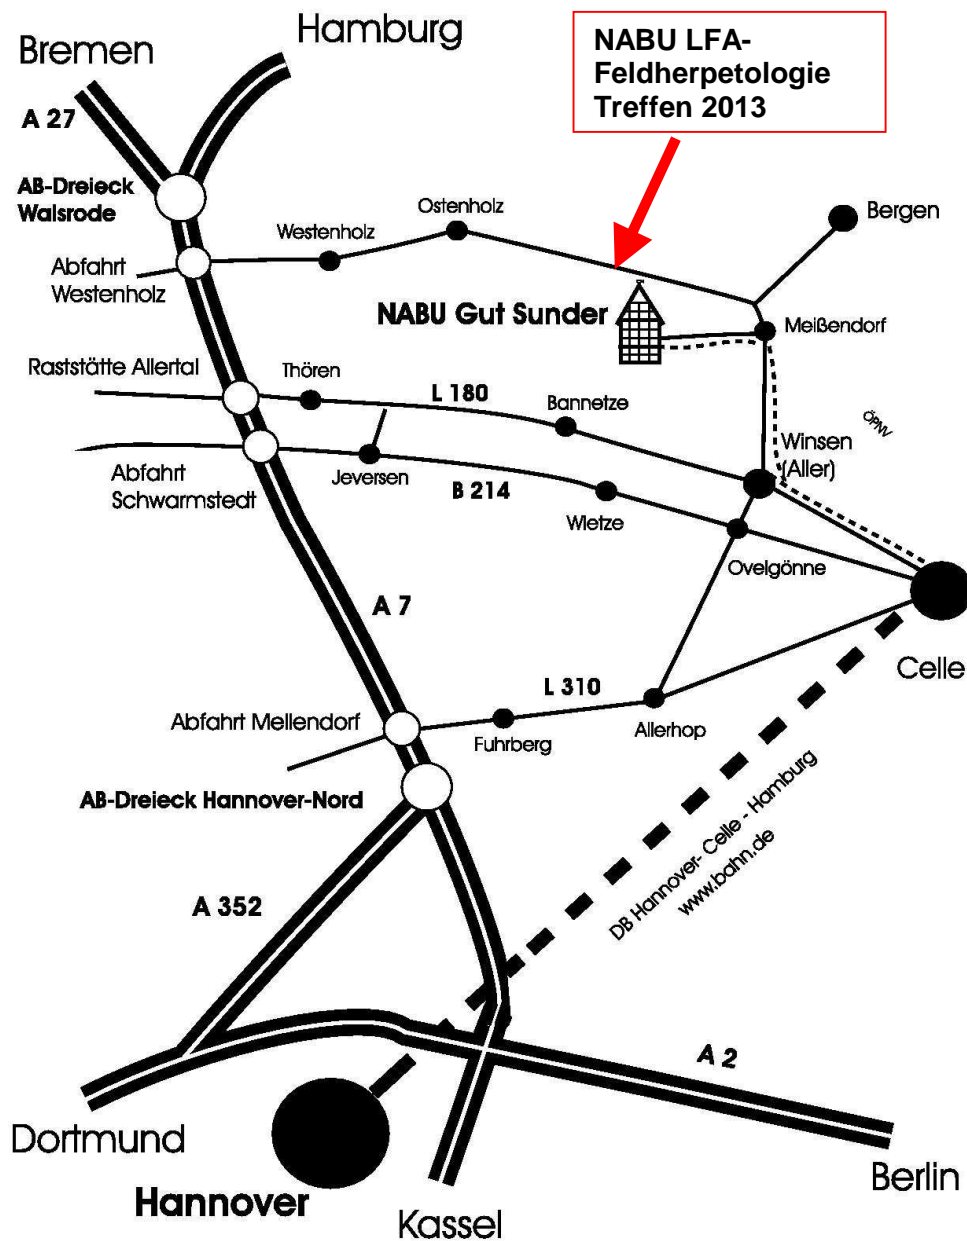 Hamburg
Bremen
NABU LFA-
Feldherpetologie
Treffen 2013
A 27
AB-Dreieck
Walsrode
Ostenholz
Westenholz
Bergen
Abfahrt
Westenholz
NABU Gut Sunder
Meißendorf
Raststätte Allertal
Thören
L 180
Bannetze
ÖPNV
Winsen
(Aller)
Abfahrt
Schwarmstedt
Jeversen
B 214
Wietze
Ovelgönne
A 7
Celle
L 310
Abfahrt Mellendorf
Fuhrberg
Allerhop
AB-Dreieck Hannover-Nord
DB Hannover- Celle - Hamburg
www.bahn.de
A 352
A 2
Dortmund
Hannover
Kassel
Berlin